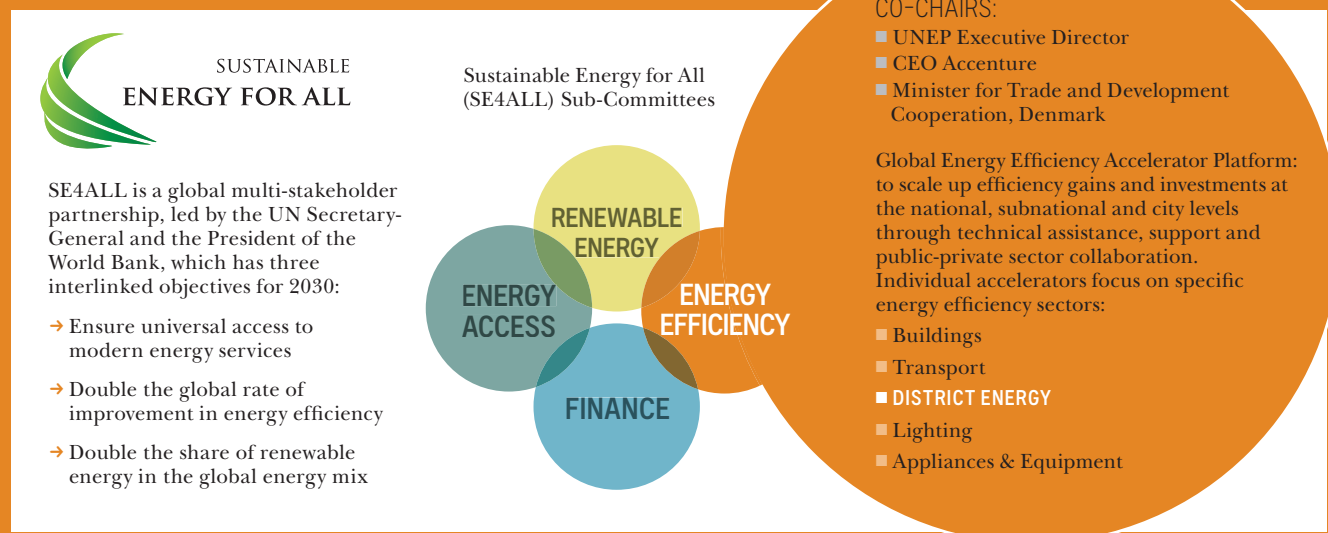 SUSTAINABLE
ENERGY FOR ALL
SE4ALL is a global multi-stakeholder
partnership, led by the UN Secretary-
General and the President of the
World Bank, which has three
interlinked objectives for 2030:
→ Ensure universal access to
modern energy services
→ Double the global rate of
improvement in energy efficiency
→ Double the share of renewable
energy in the global energy mix
Sustainable Energy for All
(SE4ALL) Sub-Committees
RENEWABLE
ENERGY
ENERGY
ACCESS
ENERGY
EFFICIENCY
FINANCE
CO-CHAIRS:
■ UNEP Executive Director
■ CEO Accenture
■ Minister for Trade and Development
Cooperation, Denmark
Global Energy Efficiency Accelerator Platform:
to scale up efficiency gains and investments at
the national, subnational and city levels
through technical assistance, support and
public-private sector collaboration.
Individual accelerators focus on specific
energy efficiency sectors:
■ Buildings
■ Transport
■ DISTRICT ENERGY
■ Lighting
■ Appliances & Equipment